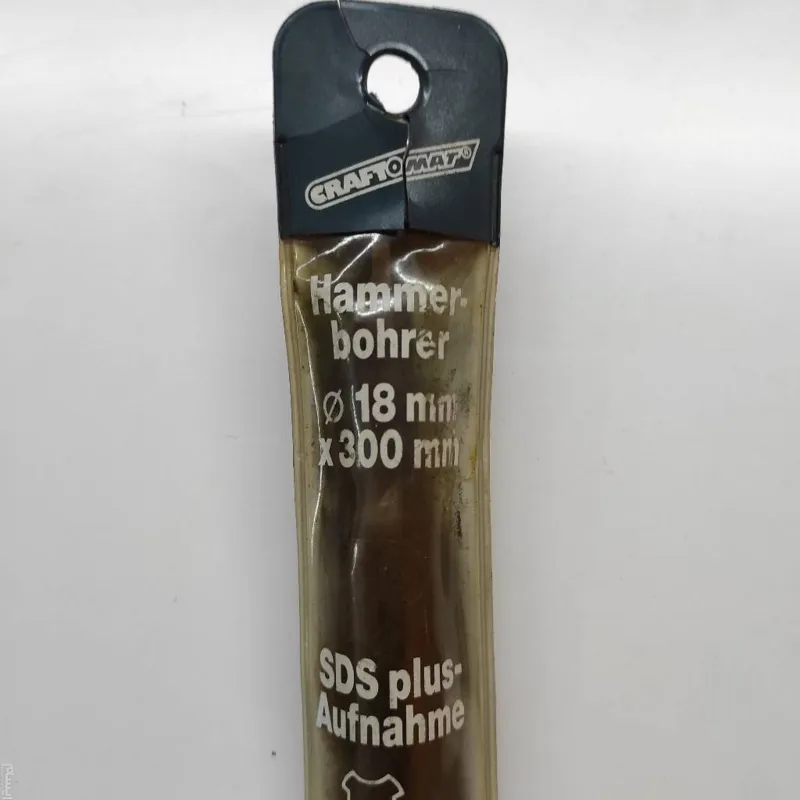 CRAFTOMAT®
Hammer-
bohrer
ø 18 mm
x 300 mm
SDS plus-
Aufnahme